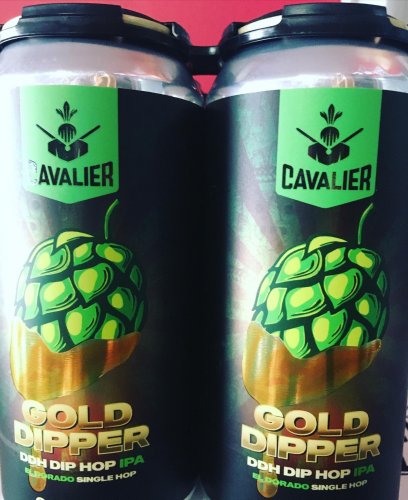 CAVALIER
GOLD
DIPPER
DDH DIP HOP IPA
EL DORADO SINGLE HOP
CAVALIER
GOLD
DIPPER
DDH DIP HOP IPA
EL DORADO SINGLE HOP